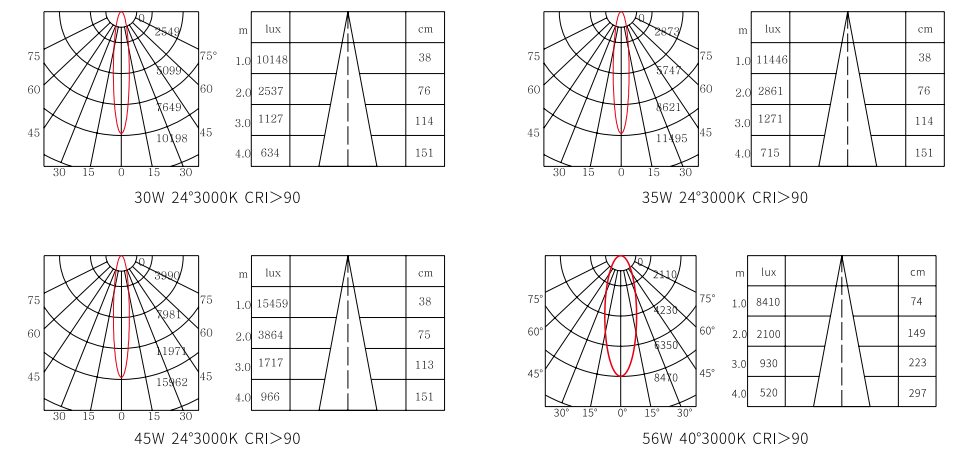 0
2549
5099
7649
10198
75 75°
60 60
45 45
30 15 0 15 30
m lux cm
1.0 10148 38
2.0 2537 76
3.0 1127 114
4.0 634 151
30W 24°3000K CRI>90
0
2873
5747
8621
11495
75 75
60 60
45 45
30 15 0 15 30
m lux cm
1.0 11446 38
2.0 2861 76
3.0 1271 114
4.0 715 151
35W 24°3000K CRI>90
0
3990
7981
11971
15962
75 75
60 60
45 45
30 15 0 15 30
m lux cm
1.0 15459 38
2.0 3864 75
3.0 1717 113
4.0 966 151
45W 24°3000K CRI>90
0
2110
4230
6350
8470
75° 75°
60° 60°
45° 45°
30° 15° 0° 15° 30°
m lux cm
1.0 8410 74
2.0 2100 149
3.0 930 223
4.0 520 297
56W 40°3000K CRI>90